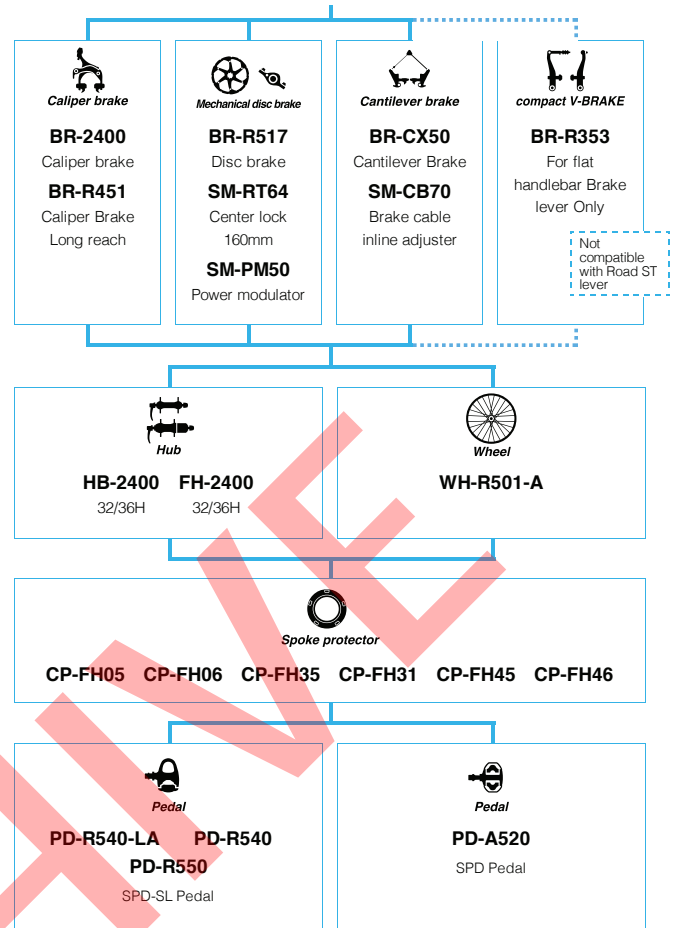 Caliper brake
BR-2400
Caliper brake
BR-R451
Caliper Brake
Long reach
Mechanical disc brake
BR-R517
Disc brake
SM-RT64
Center lock
160mm
SM-PM50
Power modulator
Cantilever brake
BR-CX50
Cantilever Brake
SM-CB70
Brake cable
inline adjuster
compact V-BRAKE
BR-R353
For flat
handlebar Brake
lever Only
Not
compatible
with Road ST
lever
Hub
HB-2400 FH-2400
32/36H 32/36H
Wheel
WH-R501-A
Spoke protector
CP-FH05 CP-FH06 CP-FH35 CP-FH31 CP-FH45 CP-FH46
Pedal
PD-R540-LA PD-R540
PD-R550
SPD-SL Pedal
Pedal
PD-A520
SPD Pedal
HIVE